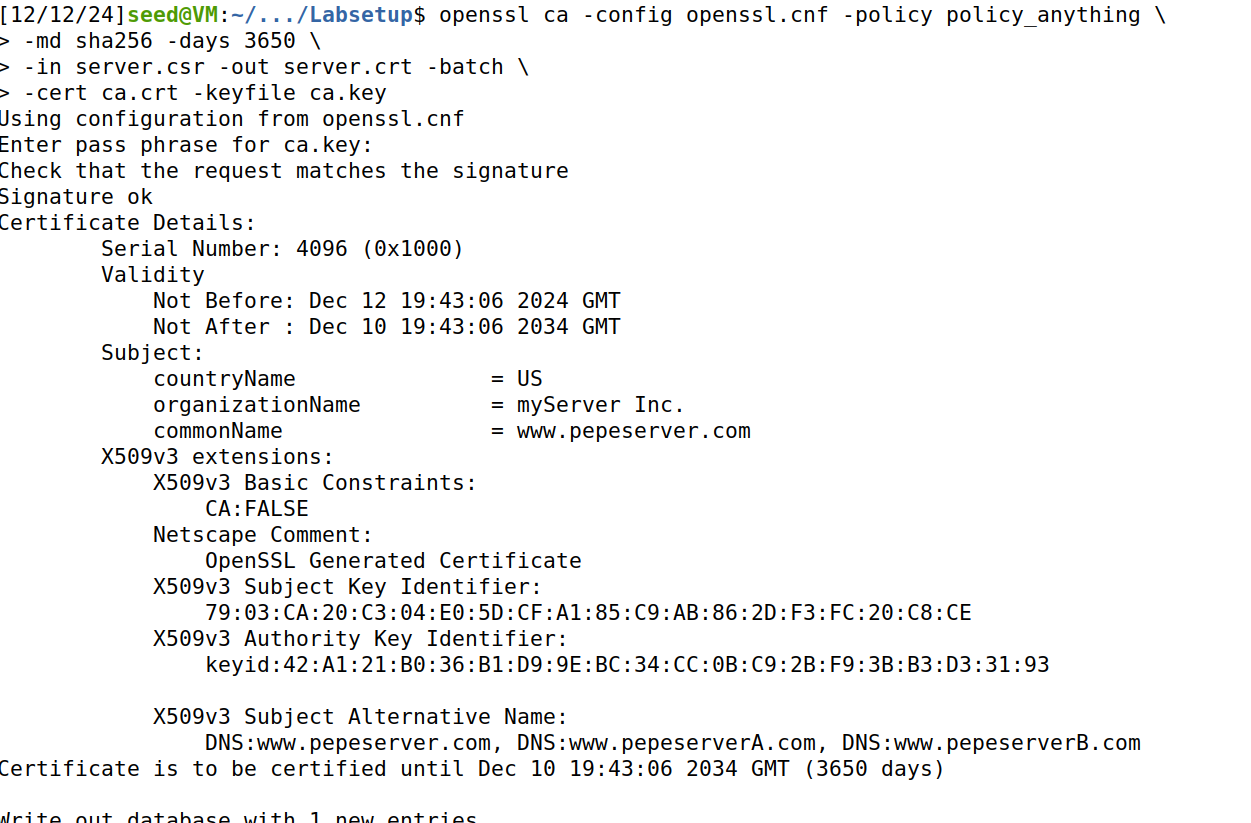 [12/12/24]seed@VM:~/.../Labsetup$ openssl ca -config openssl.cnf -policy policy_anything \
> -md sha256 -days 3650 \
> -in server.csr -out server.crt -batch \
> -cert ca.crt -keyfile ca.key
Using configuration from openssl.cnf
Enter pass phrase for ca.key:
Check that the request matches the signature
Signature ok
Certificate Details:
        Serial Number: 4096 (0x1000)
        Validity
            Not Before: Dec 12 19:43:06 2024 GMT
            Not After : Dec 10 19:43:06 2034 GMT
        Subject:
            countryName               = US
            organizationName          = myServer Inc.
            commonName                = www.pepeserver.com
        X509v3 extensions:
            X509v3 Basic Constraints:
                CA:FALSE
            Netscape Comment:
                OpenSSL Generated Certificate
            X509v3 Subject Key Identifier:
                79:03:CA:20:C3:04:E0:5D:CF:A1:85:C9:AB:86:2D:F3:FC:20:C8:CE
            X509v3 Authority Key Identifier:
                keyid:42:A1:21:B0:36:B1:D9:9E:BC:34:CC:0B:C9:2B:F9:3B:B3:D3:31:93
            X509v3 Subject Alternative Name:
                DNS:www.pepeserver.com, DNS:www.pepeserverA.com, DNS:www.pepeserverB.com
Certificate is to be certified until Dec 10 19:43:06 2034 GMT (3650 days)
Write out database with 1 new entries